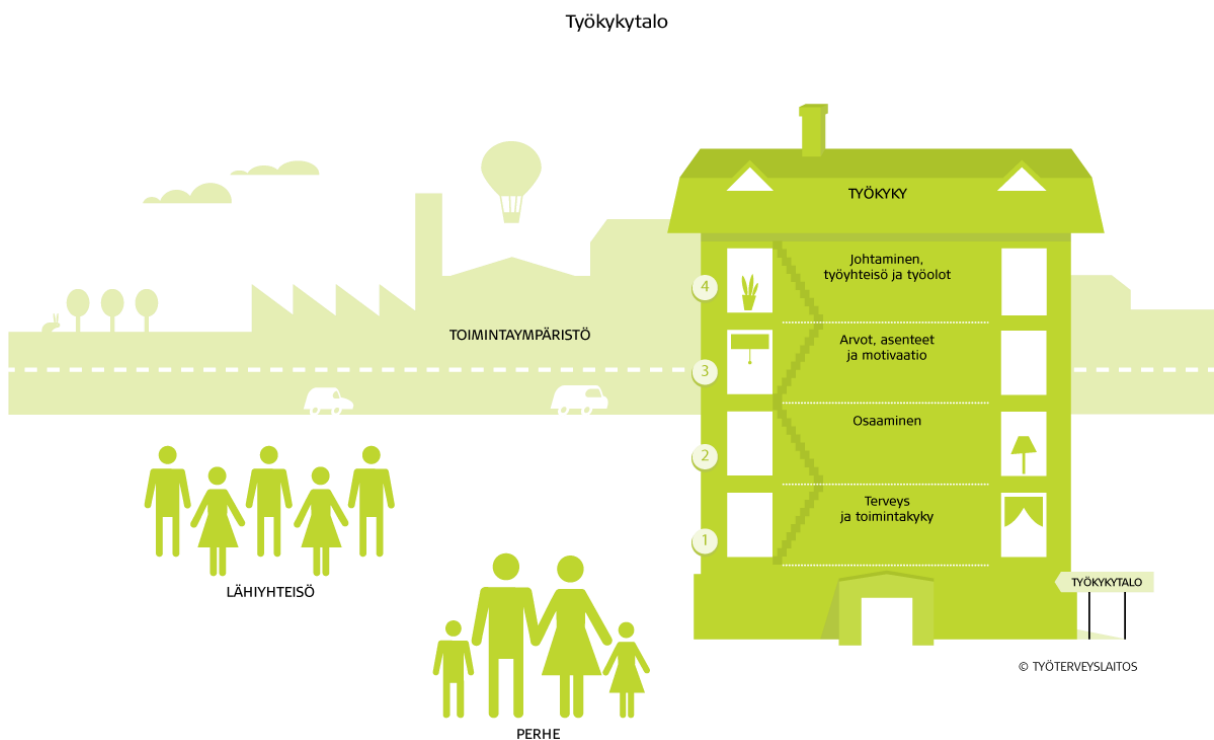 Työkykytalo
TYÖKYKY
4
Johtaminen,
työyhteisö ja työolot
TOIMINTAYMPÄRISTÖ
3
Arvot, asenteet
ja motivaatio
2
Osaaminen
1
Terveys
ja toimintakyky
LÄHIYHTEISÖ
TYÖKYKYTALO
© TYÖTERVEYSLAITOS
PERHE